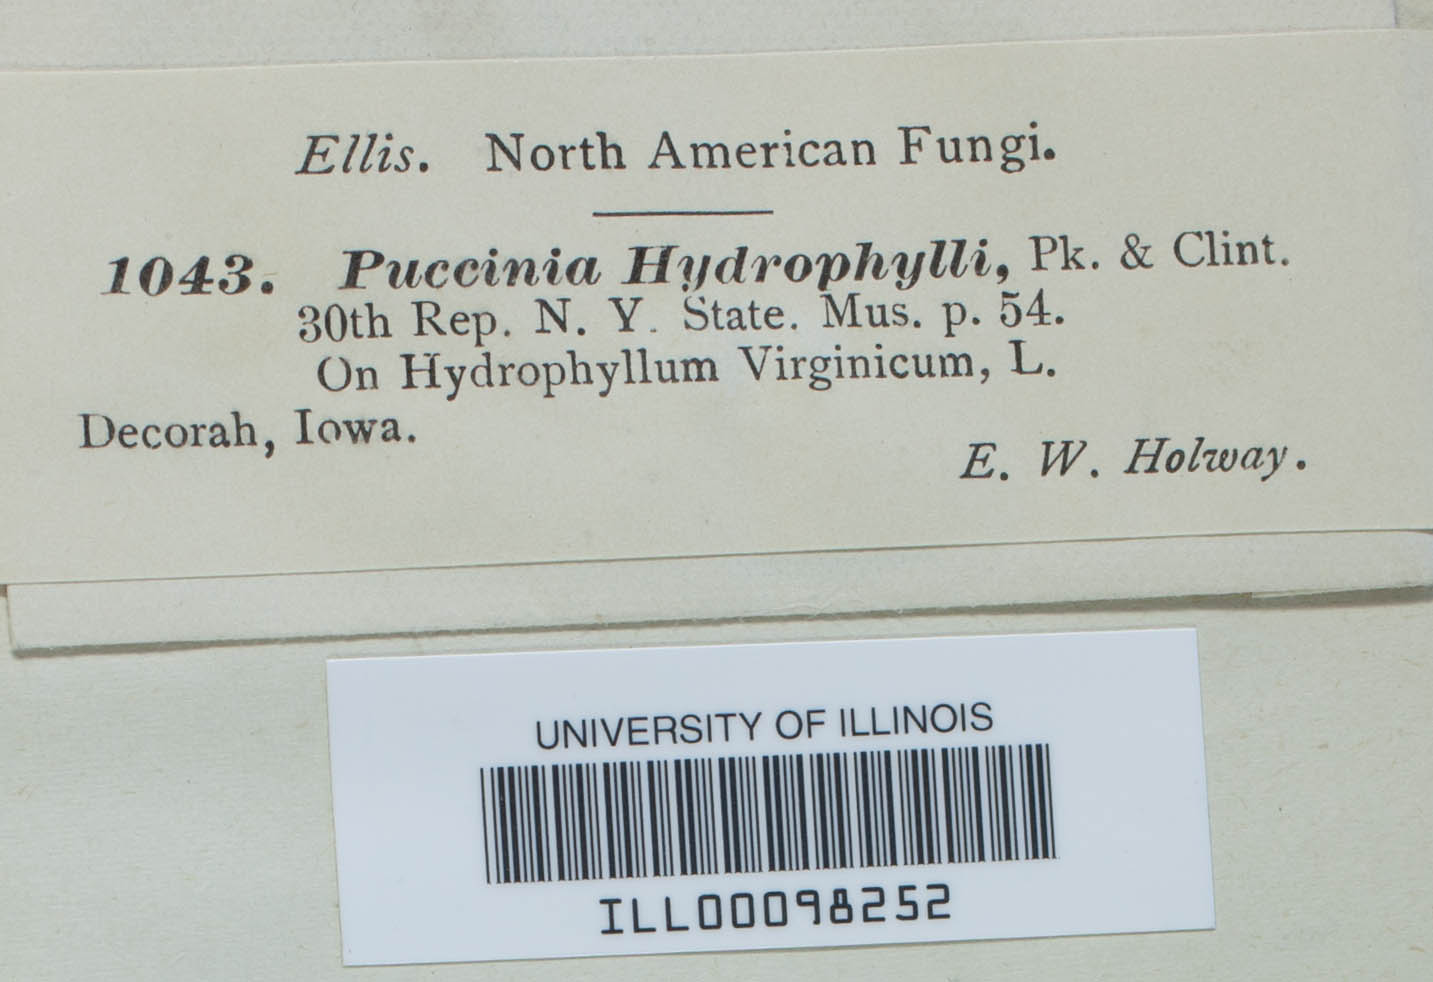 Ellis. North American Fungi.
1043. Puccinia Hydrophylli, Pk. & Clint.
30th Rep. N. Y. State. Mus. p. 54.
On Hydrophyllum Virginicum, L.
Decorah, Iowa.
E. W. Holway.
UNIVERSITY OF ILLINOIS
ILL00098252